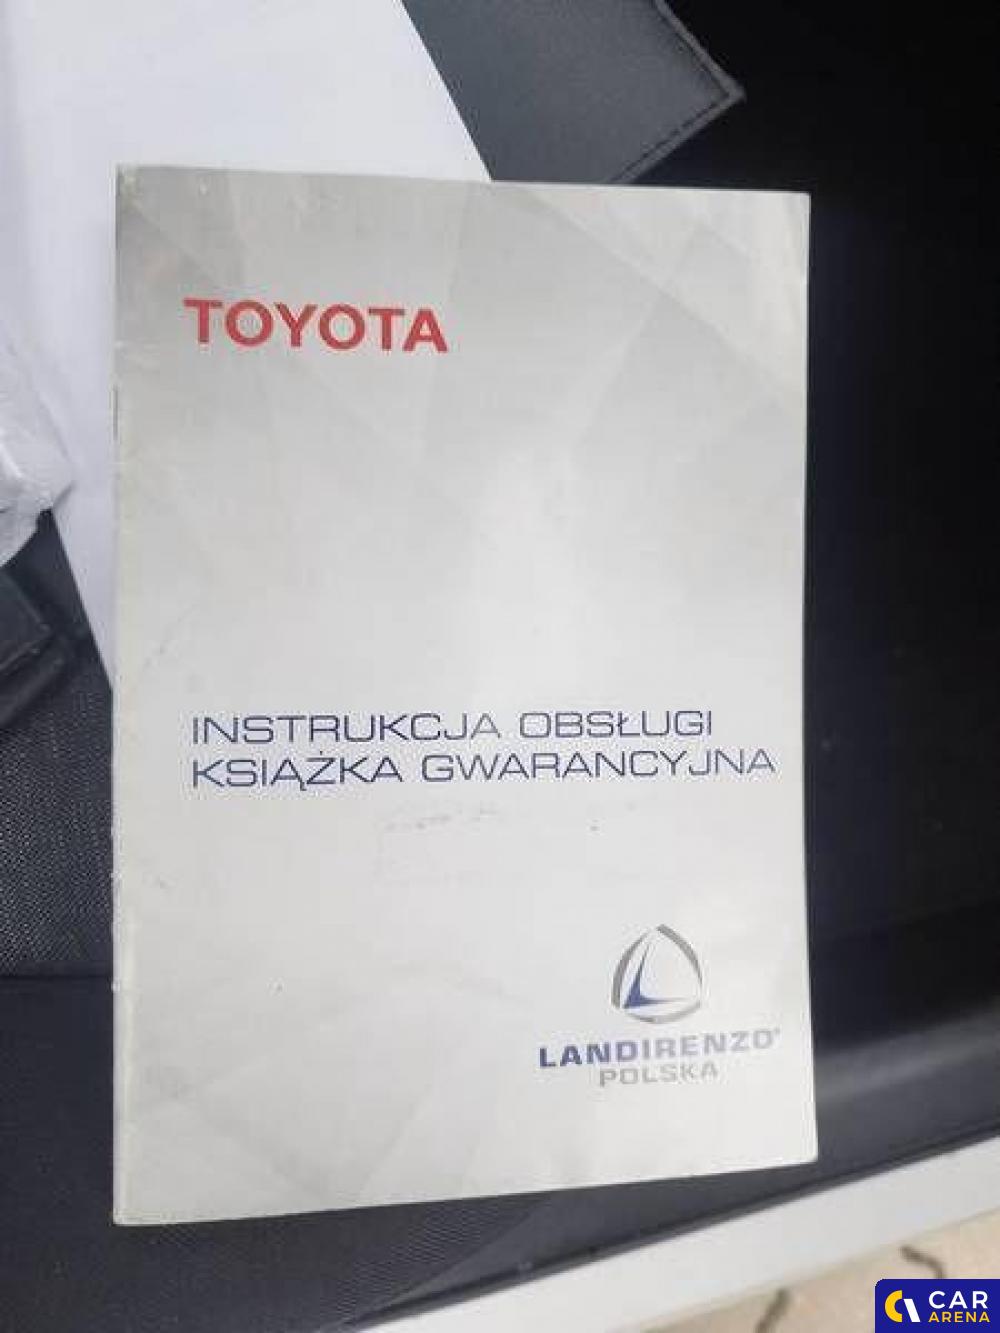 TOYOTA
INSTRUKCJA OBSŁUGI
KSIĄŻKA GWARANCYJNA
LANDIRENZO®
POLSKA
CAR
ARENA